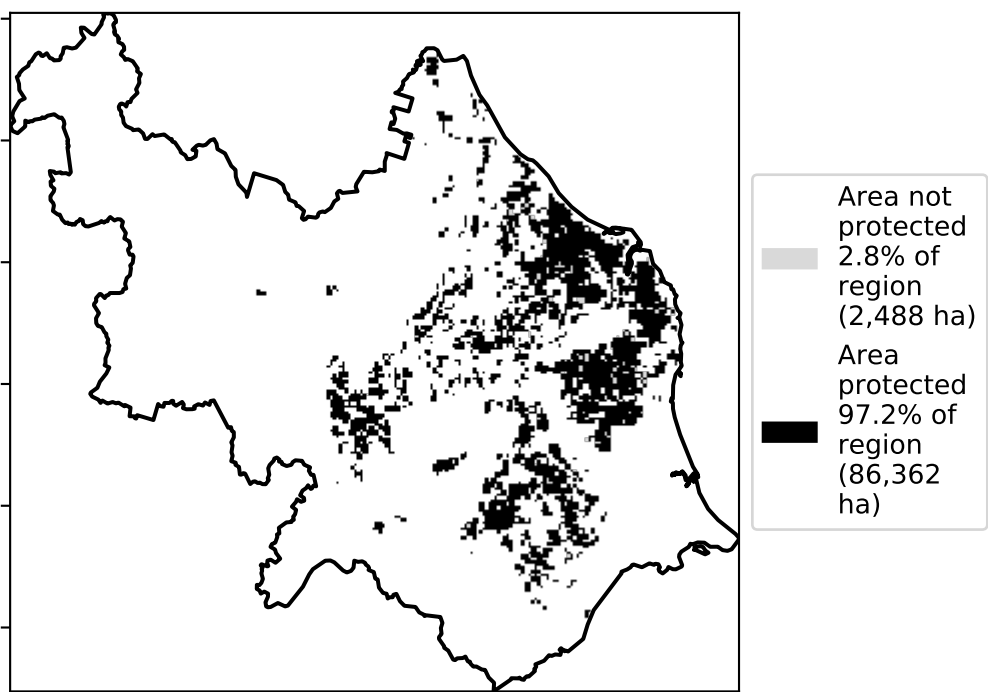 Area not
protected
2.8% of
region
(2,488 ha)
Area
protected
97.2% of
region
(86,362
ha)